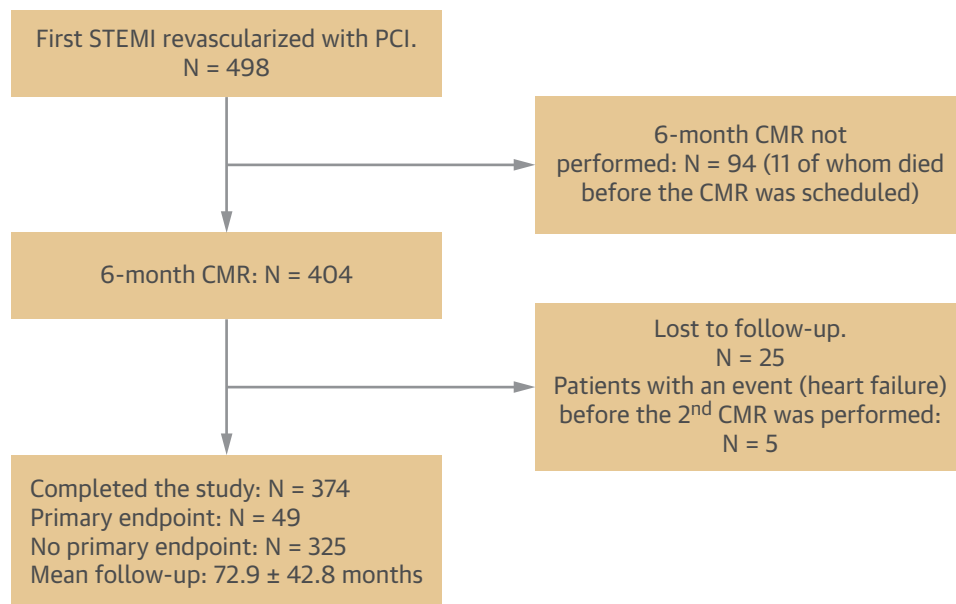 First STEMI revascularized with PCI.
N = 498
6-month CMR not
performed: N = 94 (11 of whom died
before the CMR was scheduled)
6-month CMR: N = 404
Lost to follow-up.
N = 25
Patients with an event (heart failure)
before the 2nd CMR was performed:
N = 5
Completed the study: N = 374
Primary endpoint: N = 49
No primary endpoint: N = 325
Mean follow-up: 72.9 ± 42.8 months